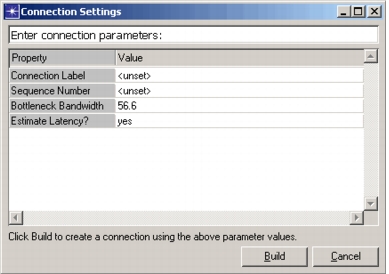 Connection Settings
Enter connection parameters:
Property Value
Connection Label <unset>
Sequence Number <unset>
Bottleneck Bandwidth 56.6
Estimate Latency? yes
Click Build to create a connection using the above parameter values.
Build Cancel